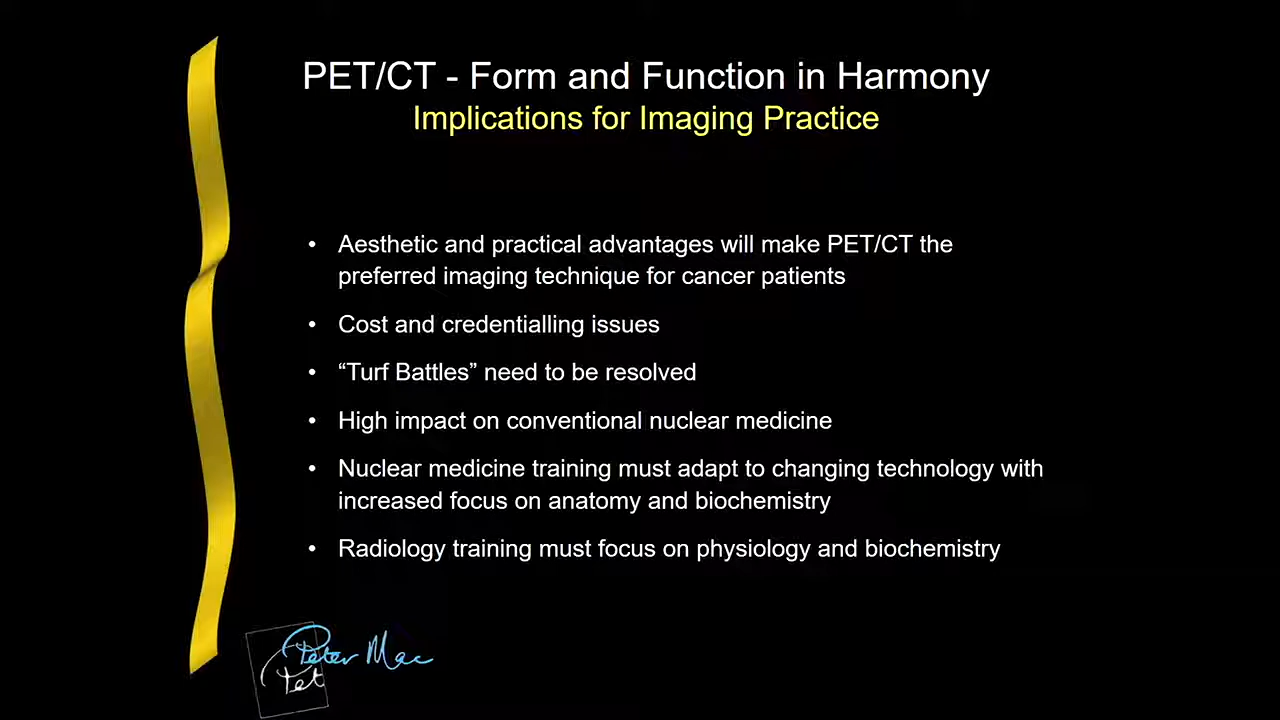 PET/CT - Form and Function in Harmony
Implications for Imaging Practice
• Aesthetic and practical advantages will make PET/CT the
preferred imaging technique for cancer patients
• Cost and credentialling issues
• “Turf Battles” need to be resolved
• High impact on conventional nuclear medicine
• Nuclear medicine training must adapt to changing technology with
increased focus on anatomy and biochemistry
• Radiology training must focus on physiology and biochemistry
Peter Mac
Pet